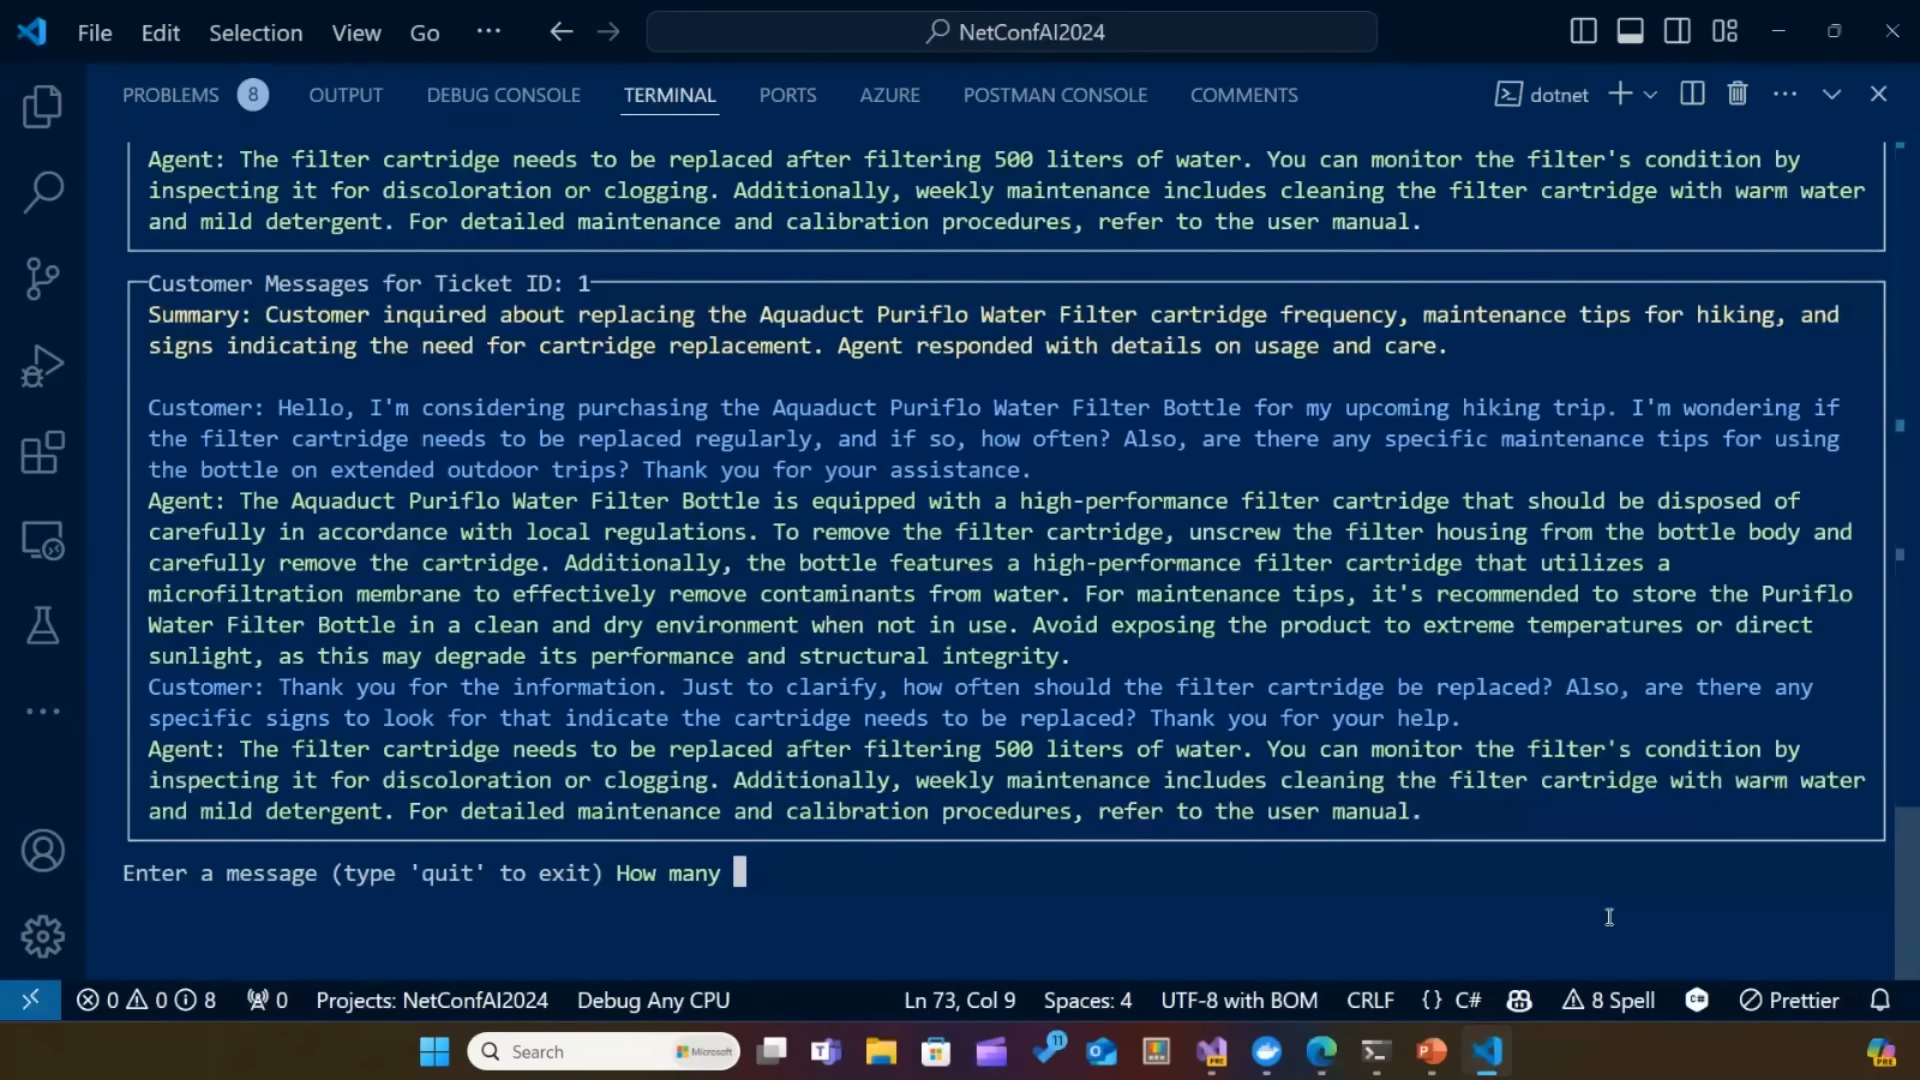 File Edit Selection View Go ... NetConfAI2024
PROBLEMS 8 OUTPUT DEBUG CONSOLE TERMINAL PORTS AZURE POSTMAN CONSOLE COMMENTS dotnet
Agent: The filter cartridge needs to be replaced after filtering 500 liters of water. You can monitor the filter's condition by
inspecting it for discoloration or clogging. Additionally, weekly maintenance includes cleaning the filter cartridge with warm water
and mild detergent. For detailed maintenance and calibration procedures, refer to the user manual.
Customer Messages for Ticket ID: 1
Summary: Customer inquired about replacing the Aquaduct Puriflo Water Filter cartridge frequency, maintenance tips for hiking, and
signs indicating the need for cartridge replacement. Agent responded with details on usage and care.
Customer: Hello, I'm considering purchasing the Aquaduct Puriflo Water Filter Bottle for my upcoming hiking trip. I'm wondering if
the filter cartridge needs to be replaced regularly, and if so, how often? Also, are there any specific maintenance tips for using
the bottle on extended outdoor trips? Thank you for your assistance.
Agent: The Aquaduct Puriflo Water Filter Bottle is equipped with a high-performance filter cartridge that should be disposed of
carefully in accordance with local regulations. To remove the filter cartridge, unscrew the filter housing from the bottle body and
carefully remove the cartridge. Additionally, the bottle features a high-performance filter cartridge that utilizes a
microfiltration membrane to effectively remove contaminants from water. For maintenance tips, it's recommended to store the Puriflo
Water Filter Bottle in a clean and dry environment when not in use. Avoid exposing the product to extreme temperatures or direct
sunlight, as this may degrade its performance and structural integrity.
Customer: Thank you for the information. Just to clarify, how often should the filter cartridge be replaced? Also, are there any
specific signs to look for that indicate the cartridge needs to be replaced? Thank you for your help.
Agent: The filter cartridge needs to be replaced after filtering 500 liters of water. You can monitor the filter's condition by
inspecting it for discoloration or clogging. Additionally, weekly maintenance includes cleaning the filter cartridge with warm water
and mild detergent. For detailed maintenance and calibration procedures, refer to the user manual.
Enter a message (type 'quit' to exit) How many
0 0 8 0 Projects: NetConfAI2024 Debug Any CPU Ln 73, Col 9 Spaces: 4 UTF-8 with BOM CRLF {} C# 8 Spell C# Prettier
Search Microsoft T 11 PRE P PRE